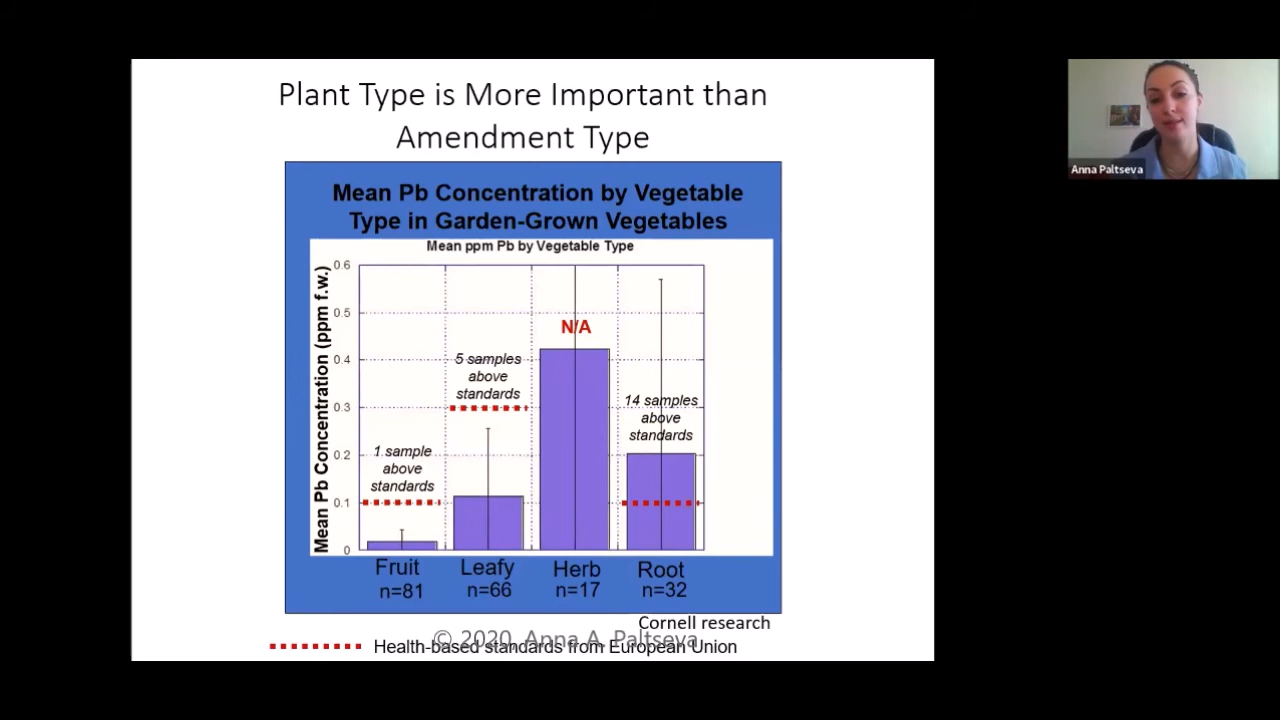 Plant Type is More Important than
Amendment Type
Mean Pb Concentration by Vegetable
Type in Garden-Grown Vegetables
Mean ppm Pb by Vegetable Type
Mean Pb Concentration (ppm f.w.)
0.6
0.5
0.4
0.3
0.2
0.1
0
1 sample
above
standards
5 samples
above
standards
N/A
14 samples
above
standards
Fruit
n=81
Leafy
n=66
Herb
n=17
Root
n=32
Cornell research
© 2020, Anna A. Paltseva
Health-based standards from European Union
Anna Paltseva